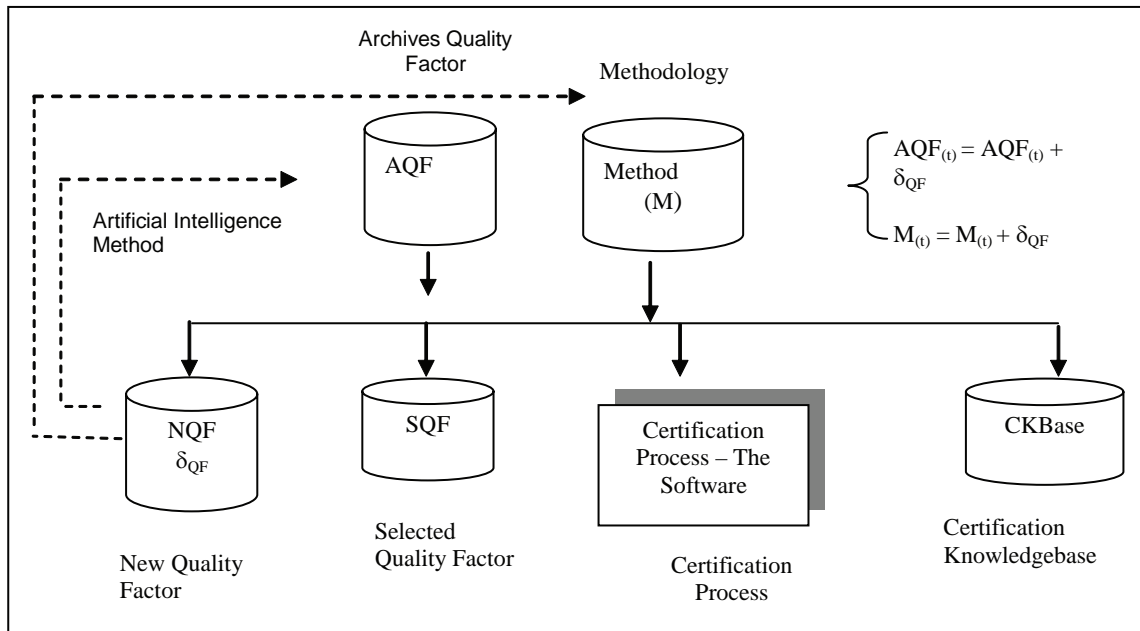 Archives Quality
Factor
Methodology
AQF
Method
(M)
AQF(t) = AQF(t) +
δQF
M(t) = M(t) + δQF
Artificial Intelligence
Method
NQF
δQF
SQF
Certification
Process – The
Software
CKBase
New Quality
Factor
Selected
Quality Factor
Certification
Process
Certification
Knowledgebase